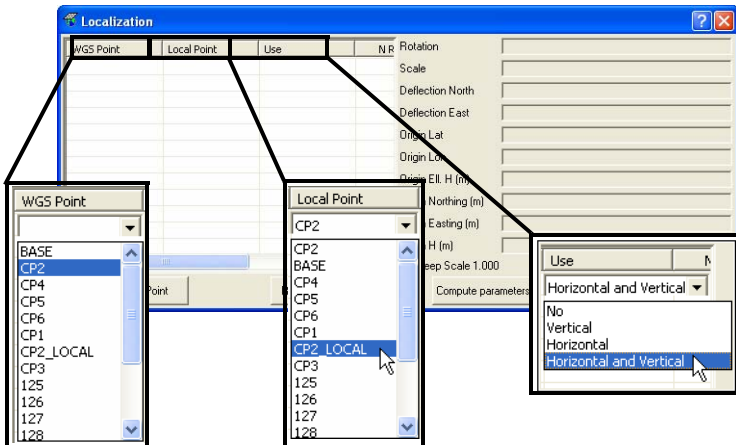 Localization
WGS Point Local Point Use N R
Rotation
Scale
Deflection North
Deflection East
Origin Lat
Origin Lon
Origin Ell. H (m)
Northing (m)
Easting (m)
H (m)
eep Scale 1.000
Point
Compute parameters
WGS Point
BASE
CP2
CP4
CP5
CP6
CP1
CP2_LOCAL
CP3
125
126
127
128
Local Point
CP2
CP2
BASE
CP4
CP5
CP6
CP1
CP2_LOCAL
CP3
125
126
127
128
Use
Horizontal and Vertical
No
Vertical
Horizontal
Horizontal and Vertical